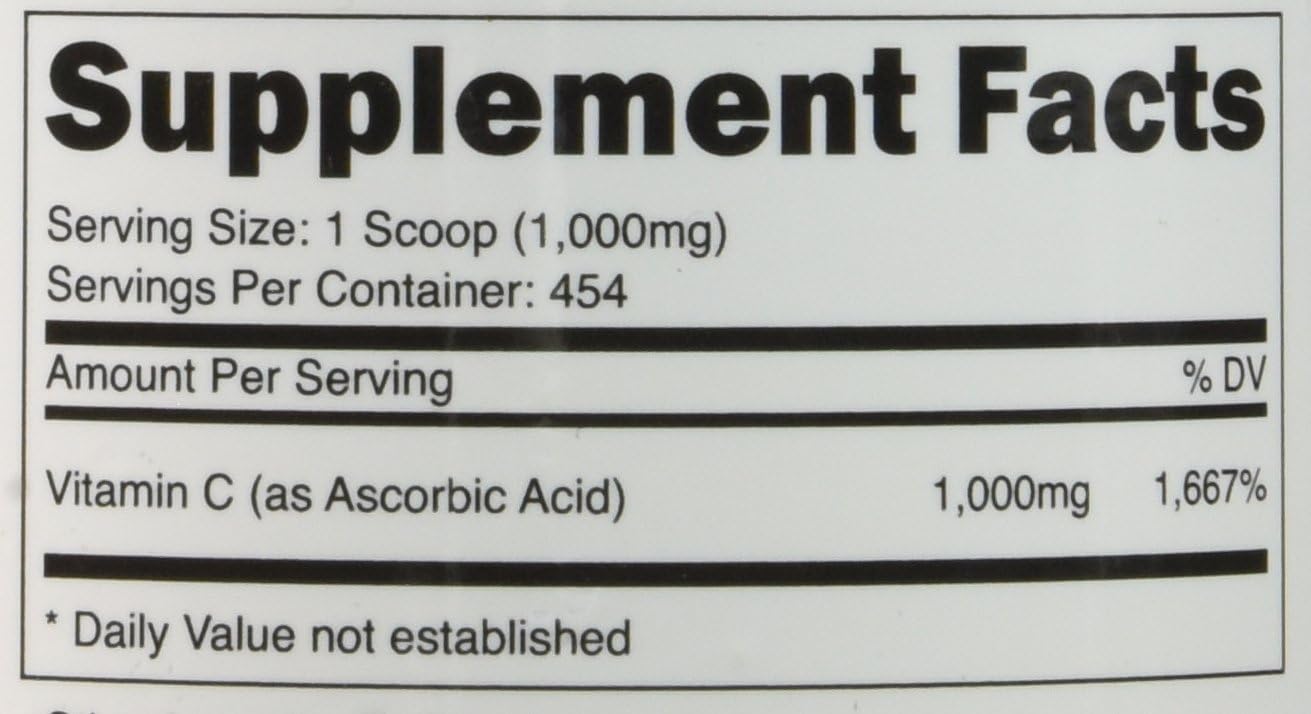 Supplement Facts
Serving Size: 1 Scoop (1,000mg)
Servings Per Container: 454
Amount Per Serving % DV
Vitamin C (as Ascorbic Acid) 1,000mg 1,667%
* Daily Value not established